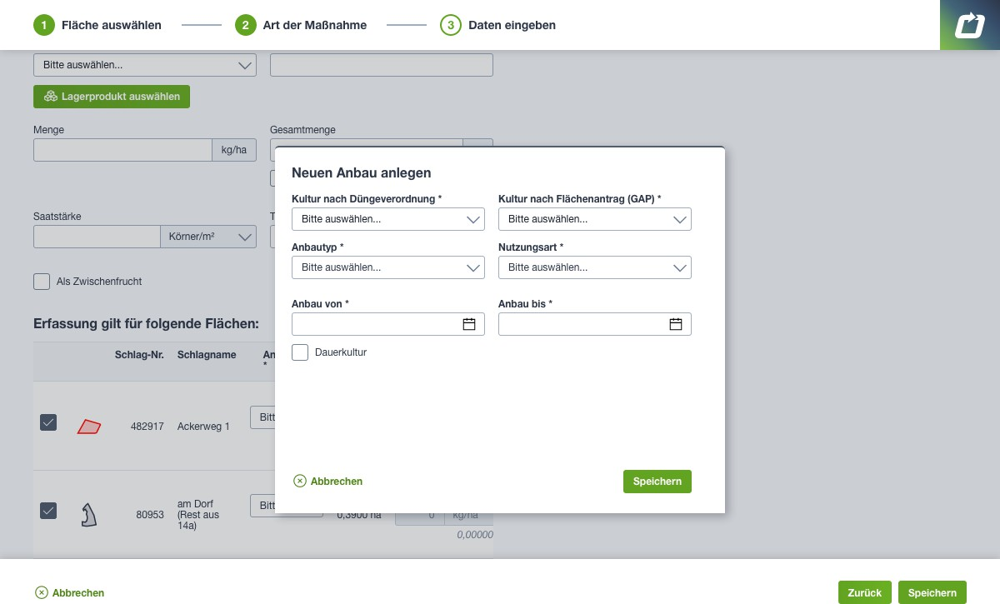 1 Fläche auswählen
2 Art der Maßnahme
3 Daten eingeben
Bitte auswählen...
Lagerprodukt auswählen
Menge
Gesamtmenge
kg/ha
Saatstärke
Körner/m²
Als Zwischenfrucht
Erfassung gilt für folgende Flächen:
Schlag-Nr.
Schlagname
*
482917
Ackerweg 1
80953
am Dorf
(Rest aus
14a)
0,3900 ha
0
kg/ha
0,00000
Neuen Anbau anlegen
Kultur nach Düngeverordnung *
Kultur nach Flächenantrag (GAP) *
Bitte auswählen...
Bitte auswählen...
Anbautyp *
Nutzungsart *
Bitte auswählen...
Bitte auswählen...
Anbau von *
Anbau bis *
Dauerkultur
Abbrechen
Speichern
Abbrechen
Zurück
Speichern